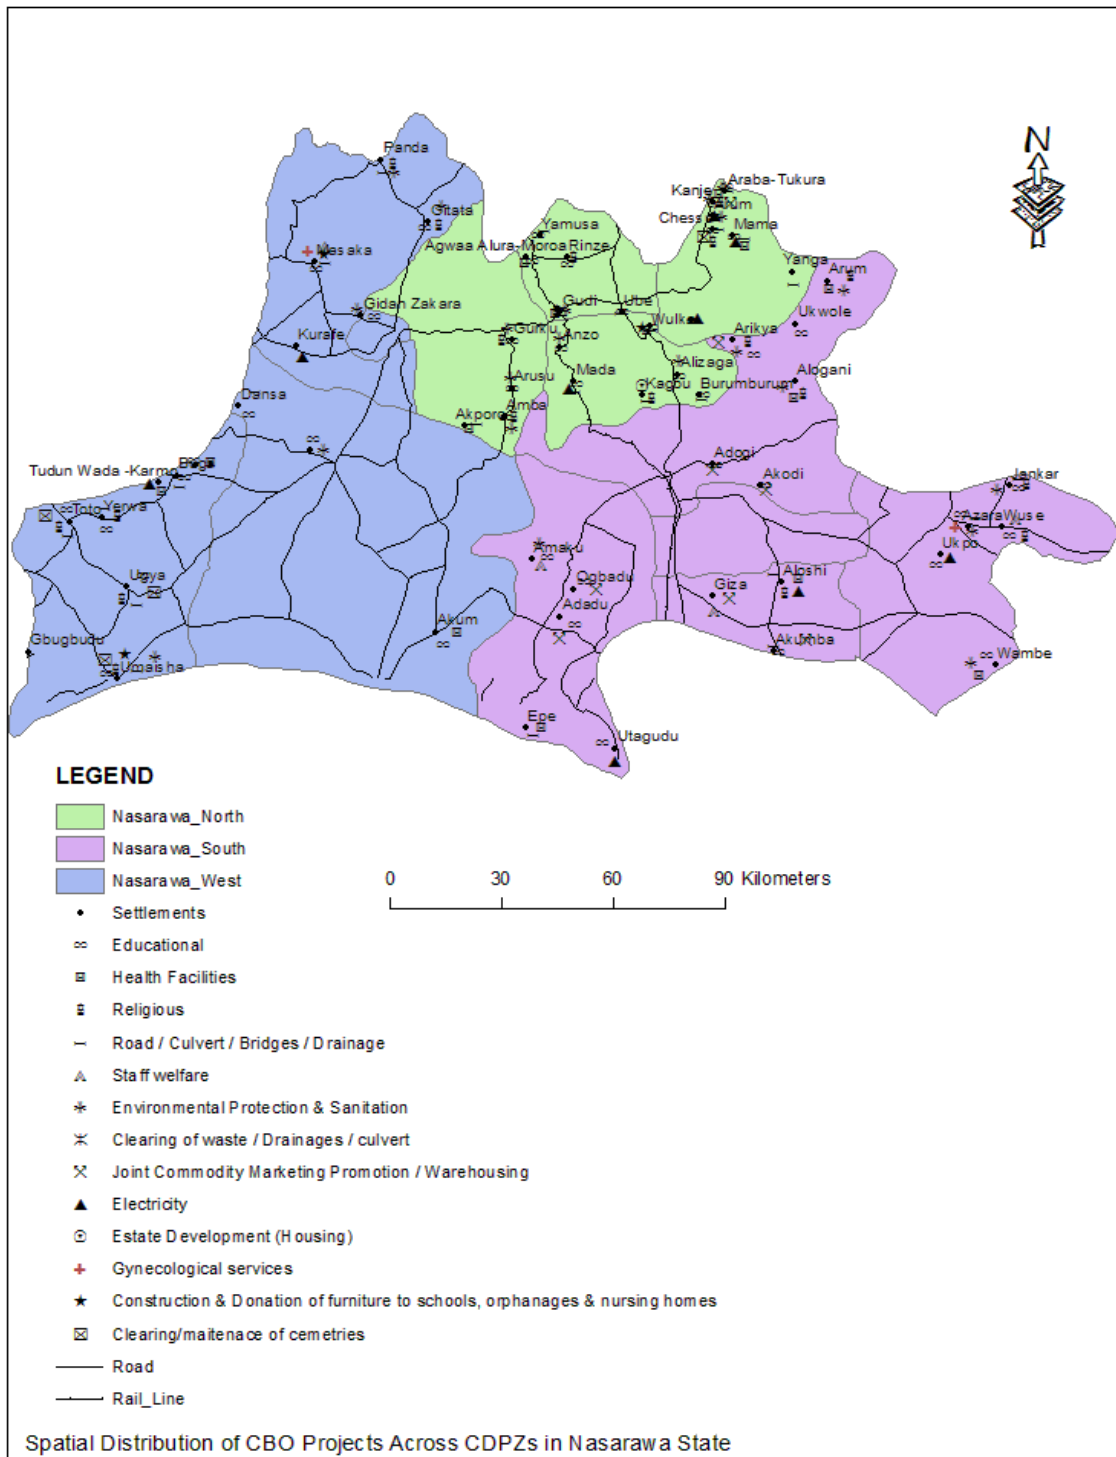 N
Panda
Araba-Tukura
Kanje
Arum
Gitata
Chess
Mama
Yamusa
Agwaa Alura-Moroa Rinze
Masaka
Yanga
Arum
Gidan Zakara
Gudi
Ube
Ukwole
Wulko
Gurku
Anzo
Arikya
Kurafe
Alizaga
Arusu
Mada
Alogani
Kagbu
Burumburum
Dansa
Amba
Akporo
Adogi
Tudun Wada -Karmo
Akodi
Jankar
Toto
Yerwa
Azara
Wuse
Amaku
Ukpo
Ugya
Ogbadu
Giza
Aloshi
Adadu
Akum
Gbugbudu
Akumba
Umaisha
Wambe
Epe
Utagudu
LEGEND
Nasarawa_North
Nasarawa_South
Nasarawa_West
0 30 60 90 Kilometers
Settlements
Educational
Health Facilities
Religious
Road / Culvert / Bridges / Drainage
Staff welfare
Environmental Protection & Sanitation
Clearing of waste / Drainages / culvert
Joint Commodity Marketing Promotion / Warehousing
Electricity
Estate Development (Housing)
Gynecological services
Construction & Donation of furniture to schools, orphanages & nursing homes
Clearing/maitenace of cemetries
Road
Rail_Line
Spatial Distribution of CBO Projects Across CDPZs in Nasarawa State